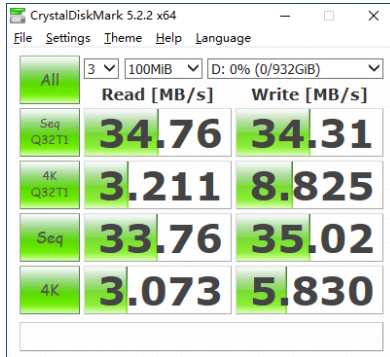 CrystalDiskMark 5.2.2 x64
File Settings Theme Help Language
All 3 100MiB D: 0% (0/932GiB)
Read [MB/s] Write [MB/s]
Seq Q32T1 34.76 34.31
4K Q32T1 3.211 8.825
Seq 33.76 35.02
4K 3.073 5.830